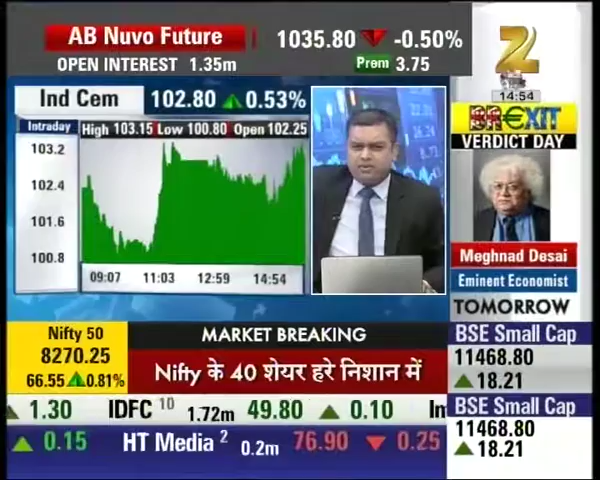 AB Nuvo Future
1035.80 -0.50%
OPEN INTEREST 1.35m
Prem 3.75
Z
14:54
Ind Cem
102.80 0.53%
Intraday
High 103.15 Low 100.80 Open 102.25
103.2
102.4
101.6
100.8
09:07 11:03 12:59 14:54
BR€XIT
VERDICT DAY
Meghnad Desai
Eminent Economist
TOMORROW
Nifty 50
8270.25
66.55 0.81%
MARKET BREAKING
Nifty के 40 शेयर हरे निशान में
BSE Small Cap
11468.80
18.21
1.30 IDFC 10 1.72m 49.80 0.10 In
0.15 HT Media 2 0.2m 76.90 0.25
BSE Small Cap
11468.80
18.21